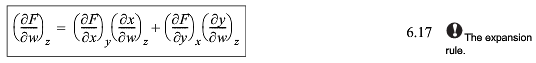 (∂F/∂w)_z = (∂F/∂x)_y (∂x/∂w)_z + (∂F/∂y)_x (∂y/∂w)_z
6.17 ! The expansion
rule.